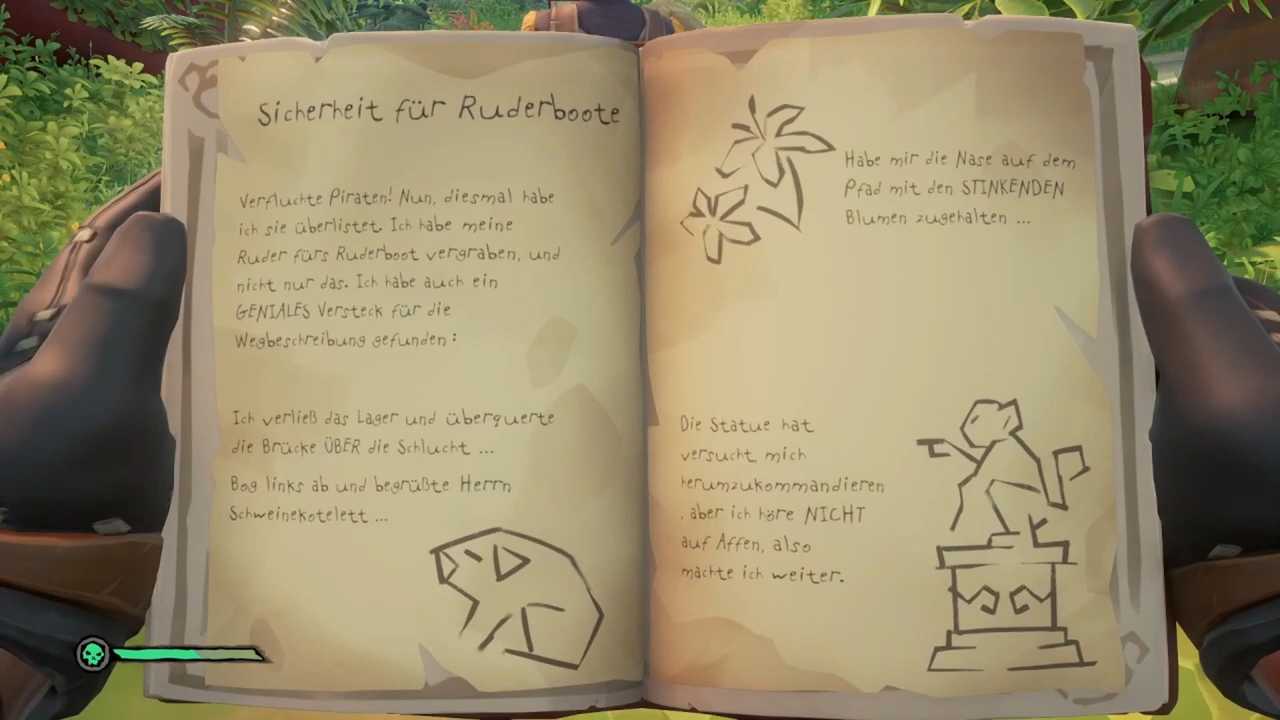 Sicherheit für Ruderboote
Verfluchte Piraten! Nun, diesmal habe
ich sie überlistet. Ich habe meine
Ruder fürs Ruderboot vergraben, und
nicht nur das. Ich habe auch ein
GENIALES Versteck für die
Wegbeschreibung gefunden:
Ich verließ das Lager und überquerte
die Brücke ÜBER die Schlucht ...
Bog links ab und begrüßte Herrn
Schweinekotelett ...
Habe mir die Nase auf dem
Pfad mit den STINKENDEN
Blumen zugehalten ...
Die Statue hat
versucht, mich
herumzukommandieren
, aber ich höre NICHT
auf Affen, also
machte ich weiter.